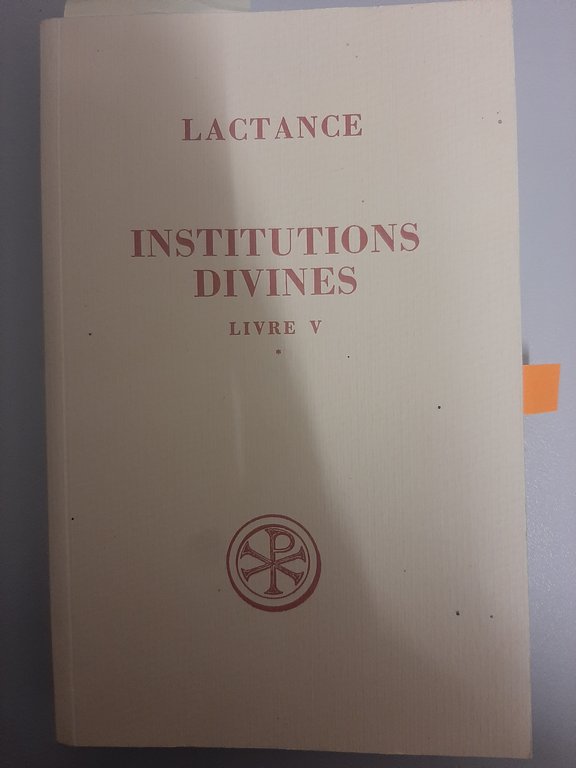 LACTANCE
INSTITUTIONS
DIVINES
LIVRE V
*